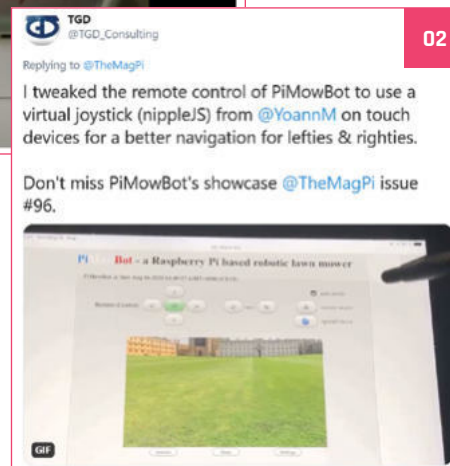 TGD
@TGD_Consulting
02
Replying to @TheMagPi
I tweaked the remote control of PiMowBot to use a
virtual joystick (nippleJS) from @YoannM on touch
devices for a better navigation for lefties & righties.
Don't miss PiMowBot's showcase @TheMagPi issue
#96.
Bot - a Raspberry Pi based robotic lawn mower
GIF